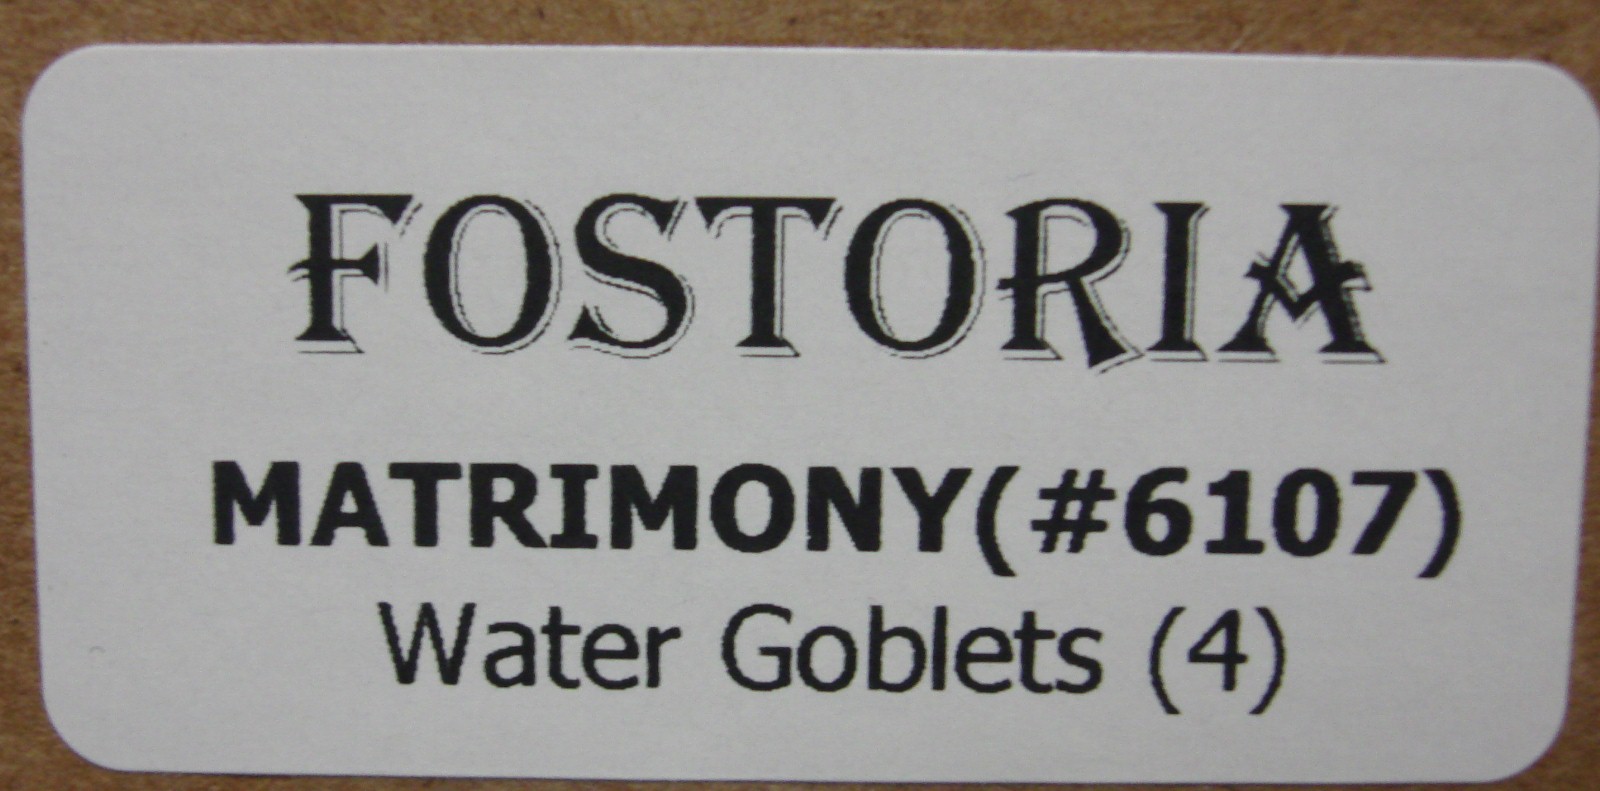 FOSTORIA
MATRIMONY(#6107)
Water Goblets (4)